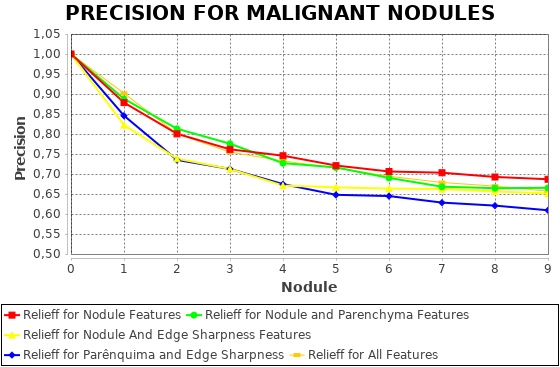 PRECISION FOR MALIGNANT NODULES
1,05
1,00
0,95
0,90
0,85
0,80
0,75
0,70
0,65
0,60
0,55
0,50
Precision
0 1 2 3 4 5 6 7 8 9
Nodule
Relieff for Nodule Features Relieff for Nodule and Parenchyma Features
Relieff for Nodule And Edge Sharpness Features
Relieff for Parênquima and Edge Sharpness Relieff for All Features